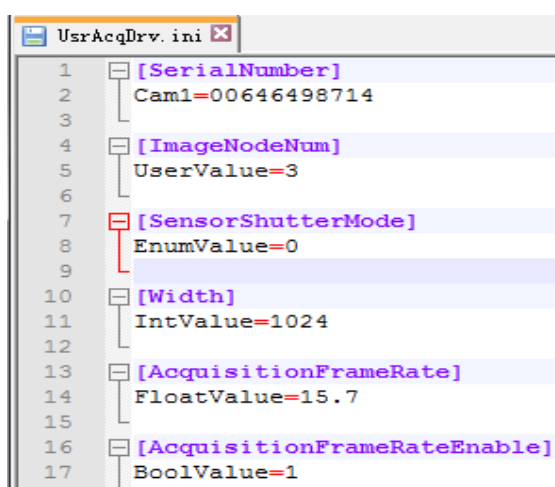 UsrAcqDrv.ini
1 [SerialNumber]
2 Cam1=00646498714
3
4 [ImageNodeNum]
5 UserValue=3
6
7 [SensorShutterMode]
8 EnumValue=0
9
10 [Width]
11 IntValue=1024
12
13 [AcquisitionFrameRate]
14 FloatValue=15.7
15
16 [AcquisitionFrameRateEnable]
17 BoolValue=1